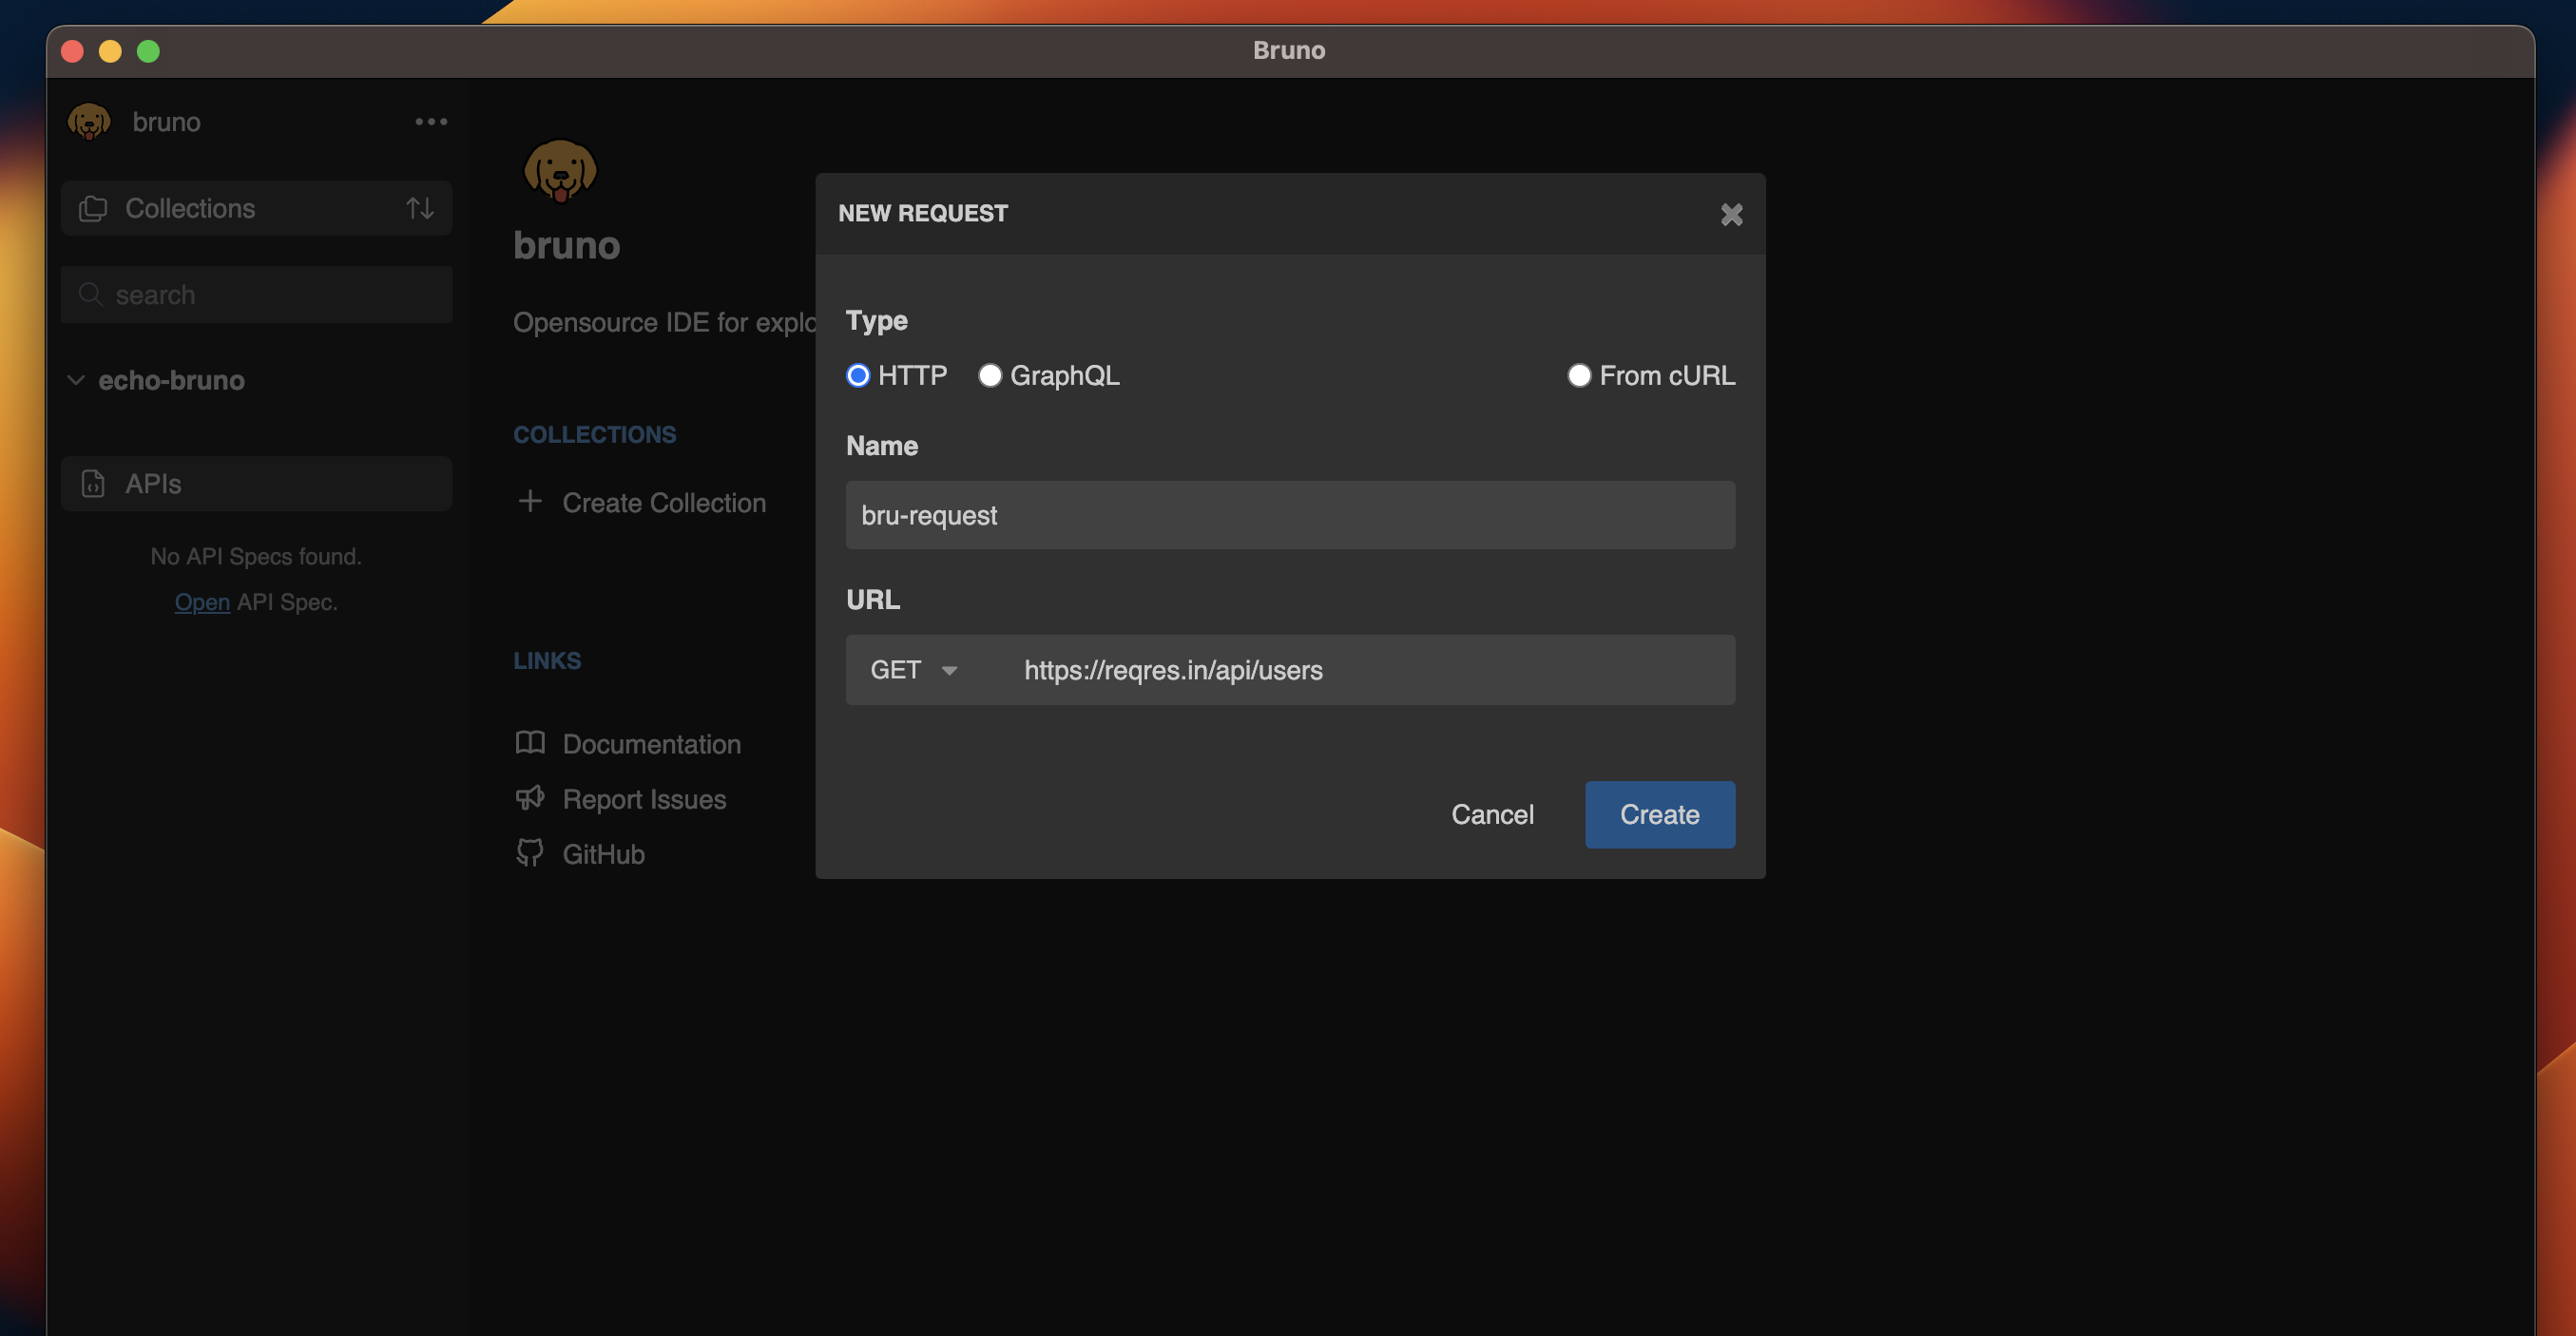 Bruno
bruno
Collections
search
echo-bruno
APIs
No API Specs found.
Open API Spec.
bruno
Opensource IDE for explo
COLLECTIONS
Create Collection
LINKS
Documentation
Report Issues
GitHub
NEW REQUEST
Type
HTTP GraphQL From cURL
Name
bru-request
URL
GET https://reqres.in/api/users
Cancel Create